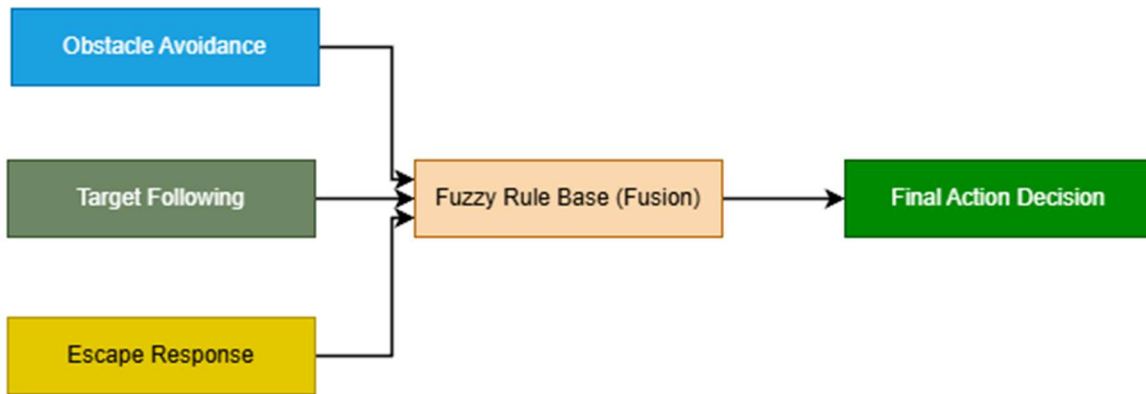 Obstacle Avoidance
Target Following
Fuzzy Rule Base (Fusion)
Final Action Decision
Escape Response